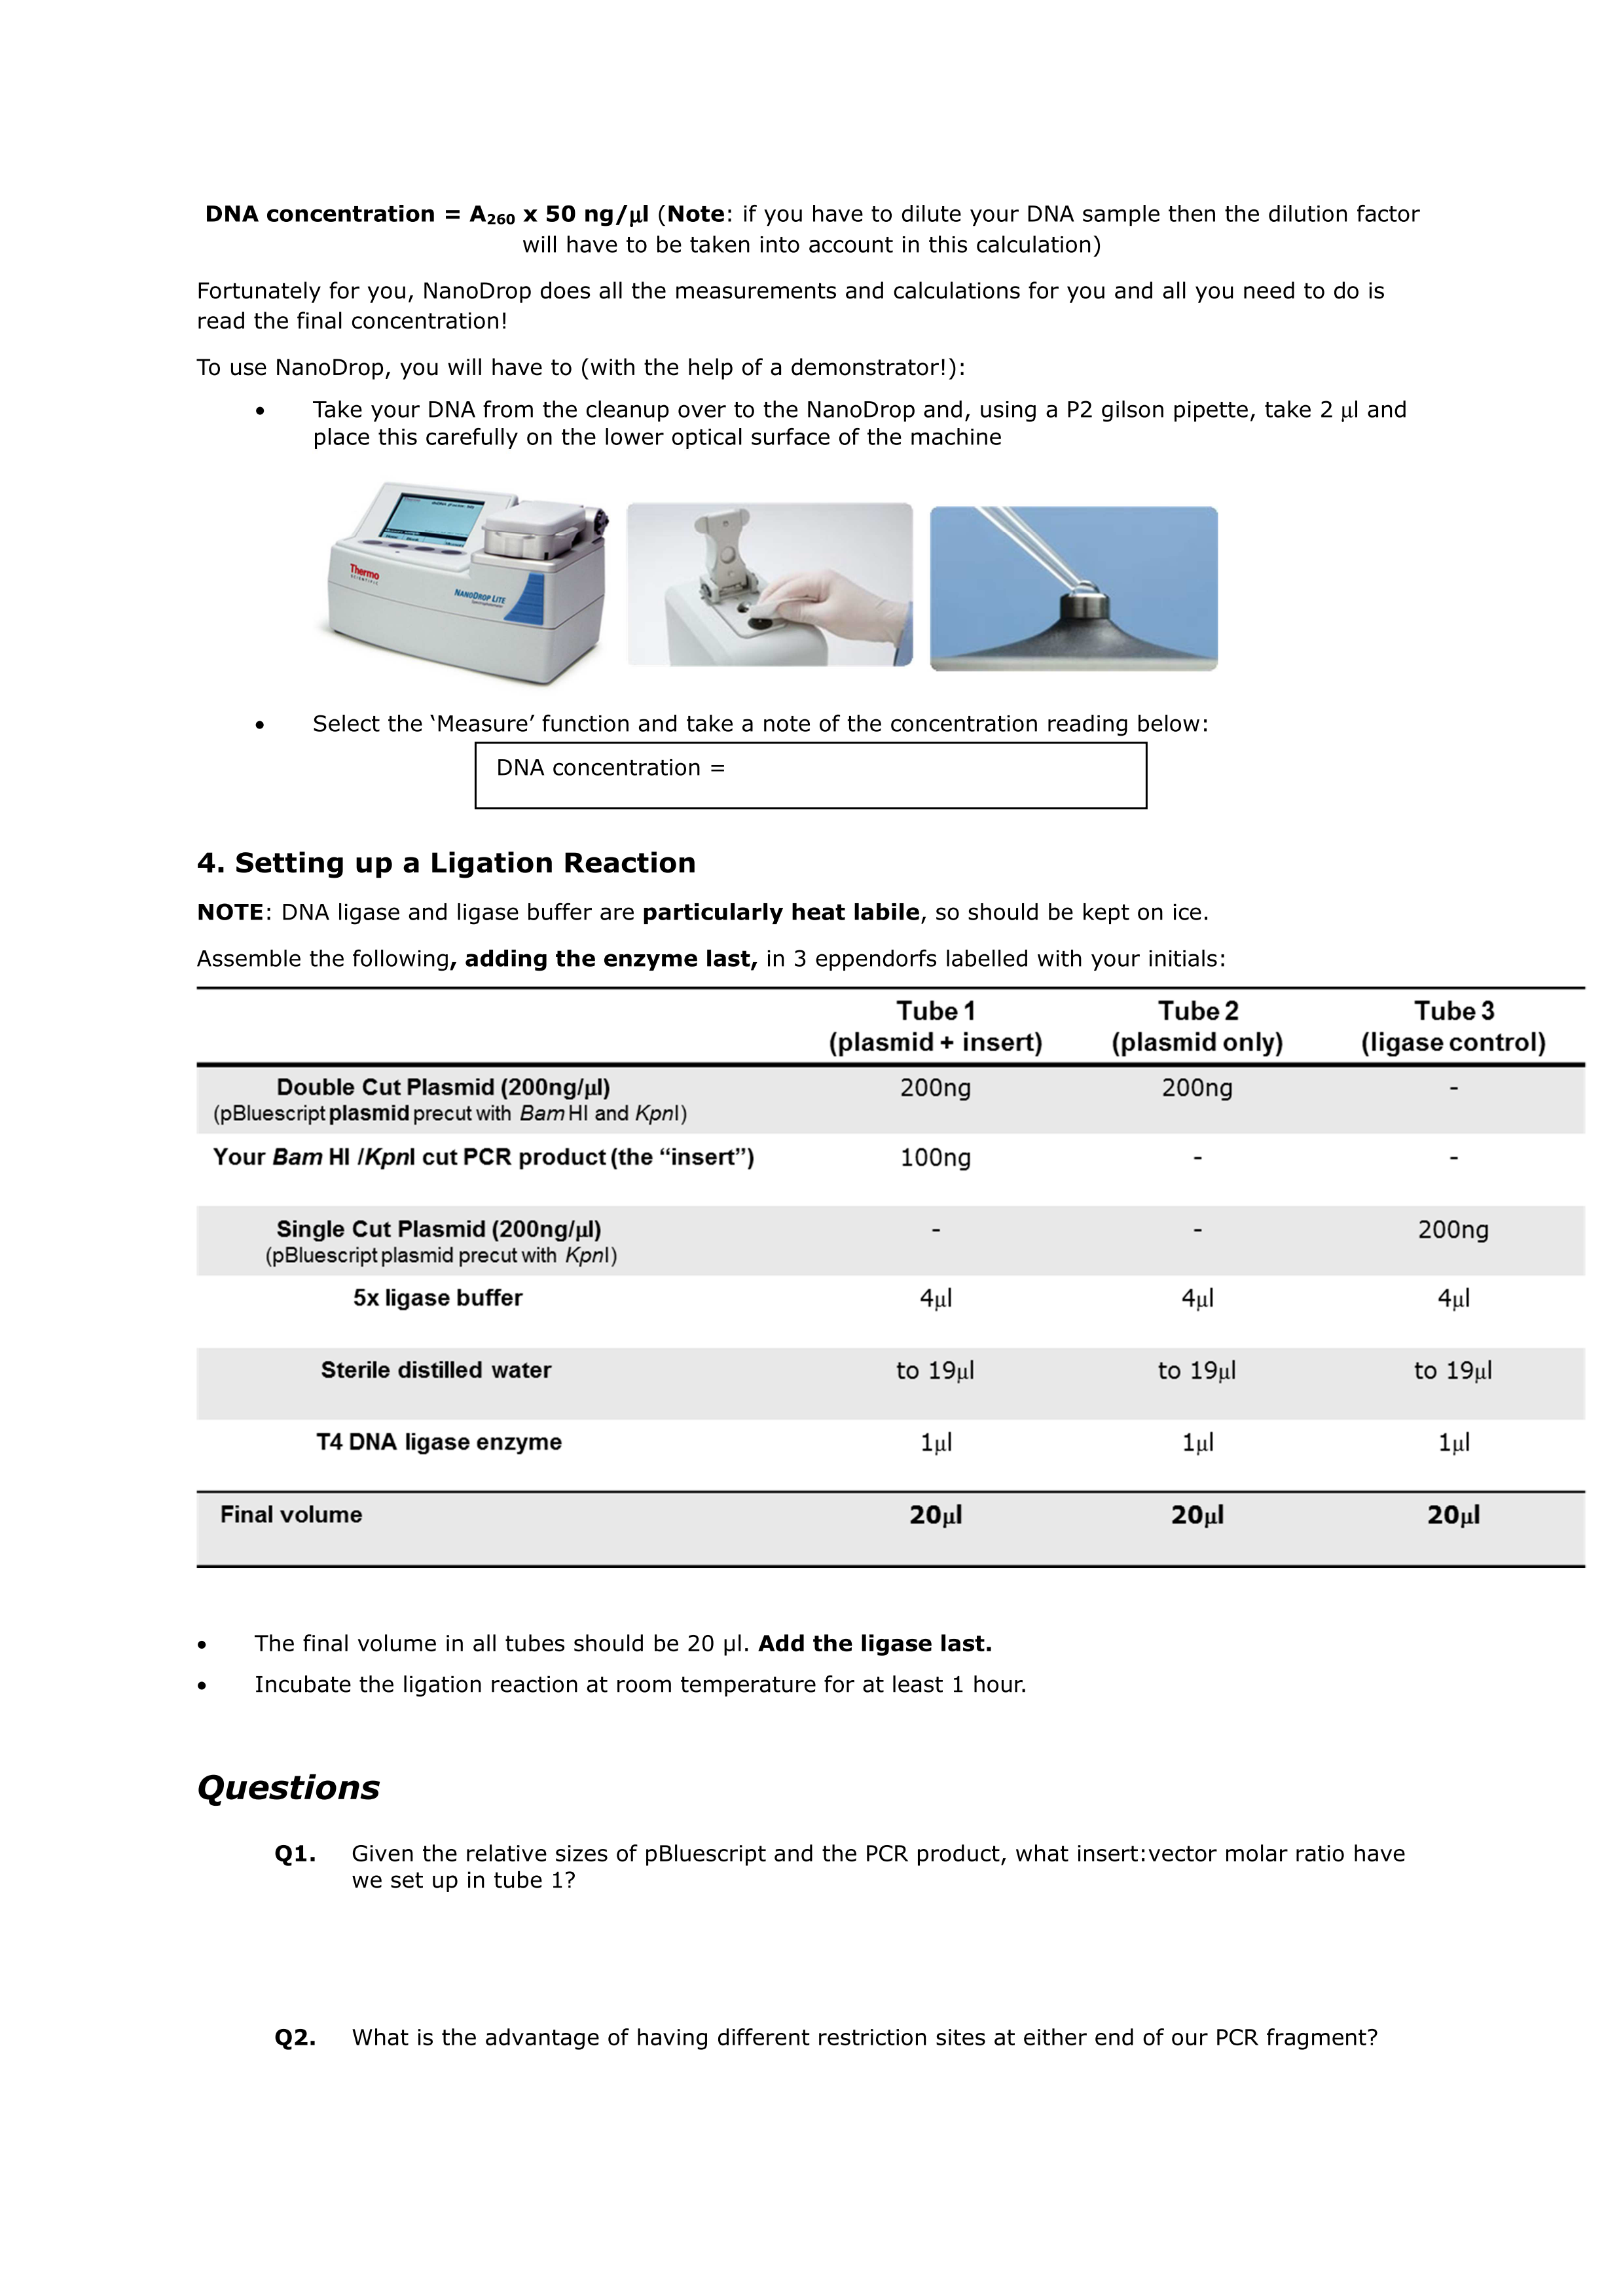 DNA concentration = A260 x 50 ng/µl (Note: if you have to dilute your DNA sample then the dilution factor
will have to be taken into account in this calculation)
Fortunately for you, NanoDrop does all the measurements and calculations for you and all you need to do is
read the final concentration!
To use NanoDrop, you will have to (with the help of a demonstrator!):
• Take your DNA from the cleanup over to the NanoDrop and, using a P2 gilson pipette, take 2 µl and
place this carefully on the lower optical surface of the machine
Thermo
SCIENTIFIC
NANODROP LITE
• Select the ‘Measure’ function and take a note of the concentration reading below:
DNA concentration =
4. Setting up a Ligation Reaction
NOTE: DNA ligase and ligase buffer are particularly heat labile, so should be kept on ice.
Assemble the following, adding the enzyme last, in 3 eppendorfs labelled with your initials:
Tube 1 Tube 2 Tube 3
(plasmid + insert) (plasmid only) (ligase control)
Double Cut Plasmid (200ng/µl) 200ng 200ng -
(pBluescript plasmid precut with Bam HI and KpnI)
Your Bam HI /KpnI cut PCR product (the “insert”) 100ng - -
Single Cut Plasmid (200ng/µl) - - 200ng
(pBluescript plasmid precut with KpnI)
5x ligase buffer 4µl 4µl 4µl
Sterile distilled water to 19µl to 19µl to 19µl
T4 DNA ligase enzyme 1µl 1µl 1µl
Final volume 20µl 20µl 20µl
• The final volume in all tubes should be 20 µl. Add the ligase last.
• Incubate the ligation reaction at room temperature for at least 1 hour.
Questions
Q1. Given the relative sizes of pBluescript and the PCR product, what insert:vector molar ratio have
we set up in tube 1?
Q2. What is the advantage of having different restriction sites at either end of our PCR fragment?